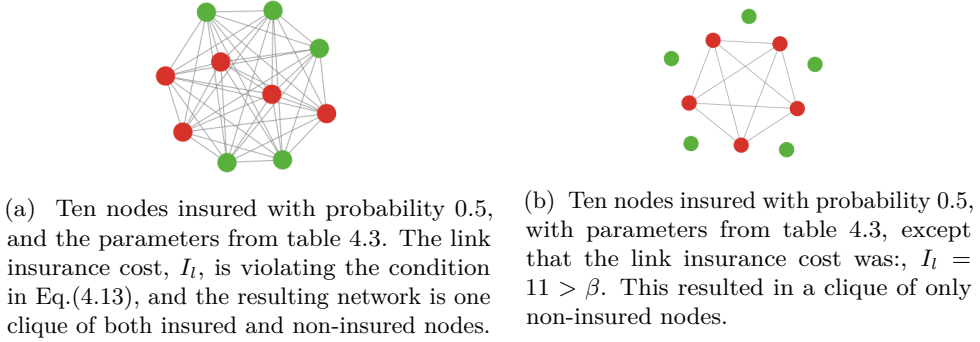 (a) Ten nodes insured with probability 0.5,
and the parameters from table 4.3. The link
insurance cost, I_l, is violating the condition
in Eq.(4.13), and the resulting network is one
clique of both insured and non-insured nodes.
(b) Ten nodes insured with probability 0.5,
with parameters from table 4.3, except
that the link insurance cost was:, I_l =
11 > β. This resulted in a clique of only
non-insured nodes.